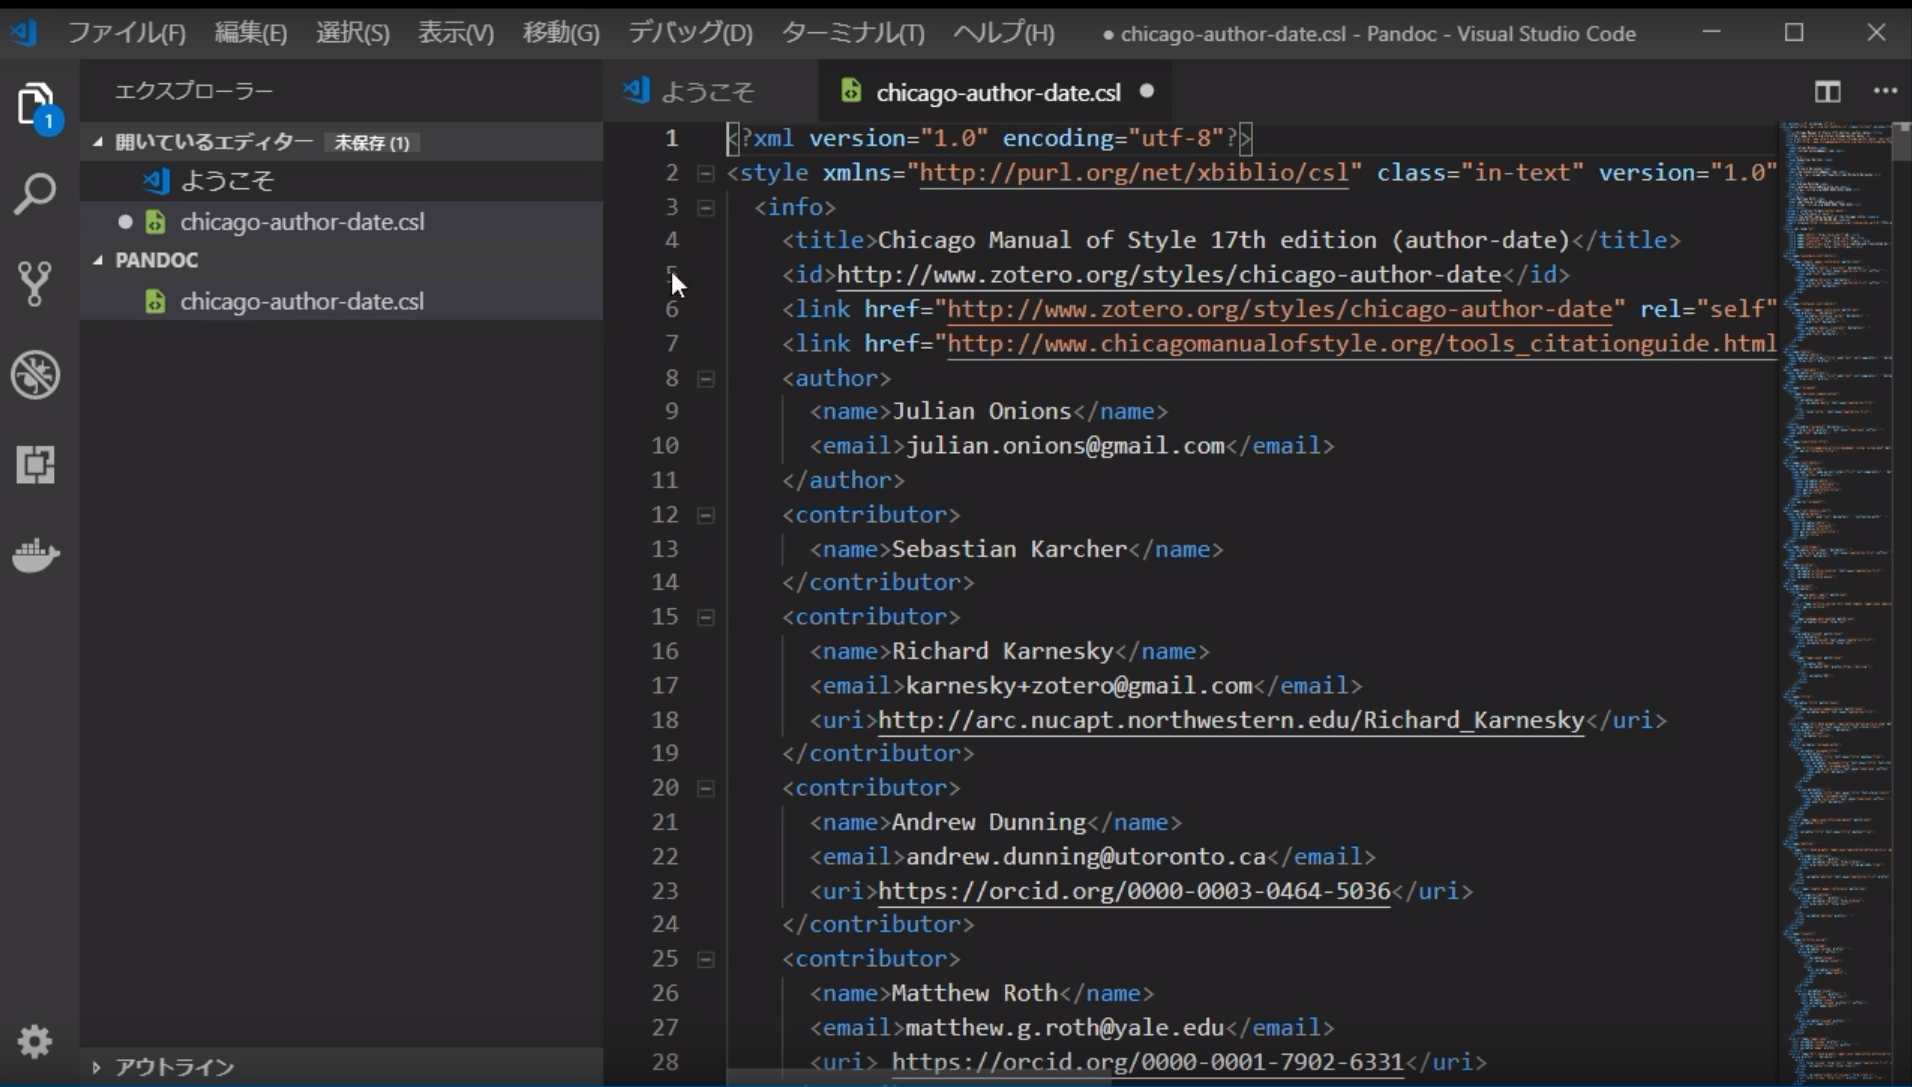 ファイル(F) 編集(E) 選択(S) 表示(V) 移動(G) デバッグ(D) ターミナル(T) ヘルプ(H) ● chicago-author-date.csl - Pandoc - Visual Studio Code
エクスプローラー
開いているエディター 未保存 (1)
ようこそ
chicago-author-date.csl
PANDOC
chicago-author-date.csl
アウトライン
1
ようこそ chicago-author-date.csl
1 <?xml version="1.0" encoding="utf-8"?>
2 <style xmlns="http://purl.org/net/xbiblio/csl" class="in-text" version="1.0"
3 <info>
4 <title>Chicago Manual of Style 17th edition (author-date)</title>
5 <id>http://www.zotero.org/styles/chicago-author-date</id>
6 <link href="http://www.zotero.org/styles/chicago-author-date" rel="self"
7 <link href="http://www.chicagomanualofstyle.org/tools_citationguide.html
8 <author>
9 <name>Julian Onions</name>
10 <email>julian.onions@gmail.com</email>
11 </author>
12 <contributor>
13 <name>Sebastian Karcher</name>
14 </contributor>
15 <contributor>
16 <name>Richard Karnesky</name>
17 <email>karnesky+zotero@gmail.com</email>
18 <uri>http://arc.nucapt.northwestern.edu/Richard_Karnesky</uri>
19 </contributor>
20 <contributor>
21 <name>Andrew Dunning</name>
22 <email>andrew.dunning@utoronto.ca</email>
23 <uri>https://orcid.org/0000-0003-0464-5036</uri>
24 </contributor>
25 <contributor>
26 <name>Matthew Roth</name>
27 <email>matthew.g.roth@yale.edu</email>
28 <uri> https://orcid.org/0000-0001-7902-6331</uri>